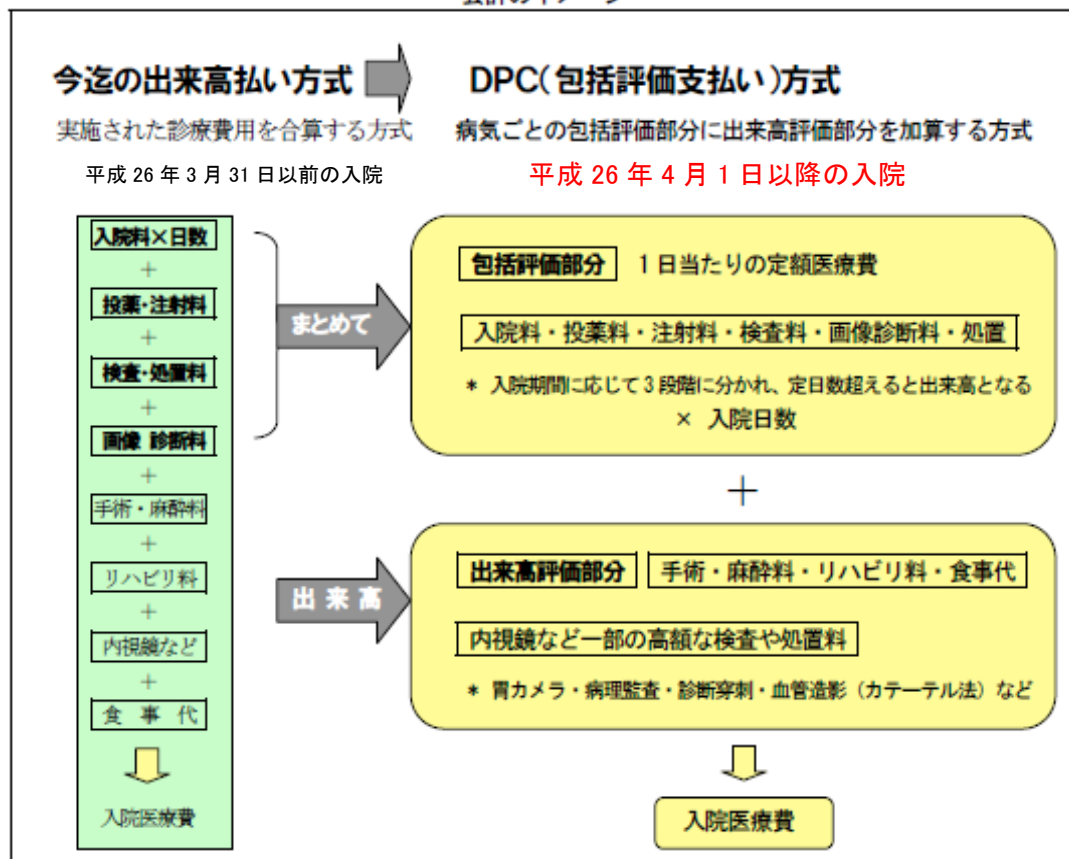 今迄の出来高払い方式
DPC(包括評価支払い)方式
実施された診療費用を合算する方式
病気ごとの包括評価部分に出来高評価部分を加算する方式
平成26年3月31日以前の入院
平成26年4月1日以降の入院
入院料×日数
+
投薬・注射料
+
検査・処置料
+
画像 診断料
+
手術・麻酔料
+
リハビリ料
+
内視鏡など
+
食 事 代
入院医療費
まとめて
出 来 高
包括評価部分 1日当たりの定額医療費
入院料・投薬料・注射料・検査料・画像診断料・処置
* 入院期間に応じて3段階に分かれ、定日数超えると出来高となる
× 入院日数
+
出来高評価部分 手術・麻酔料・リハビリ料・食事代
内視鏡など一部の高額な検査や処置料
* 胃カメラ・病理監査・診断穿刺・血管造影(カテーテル法)など
入院医療費